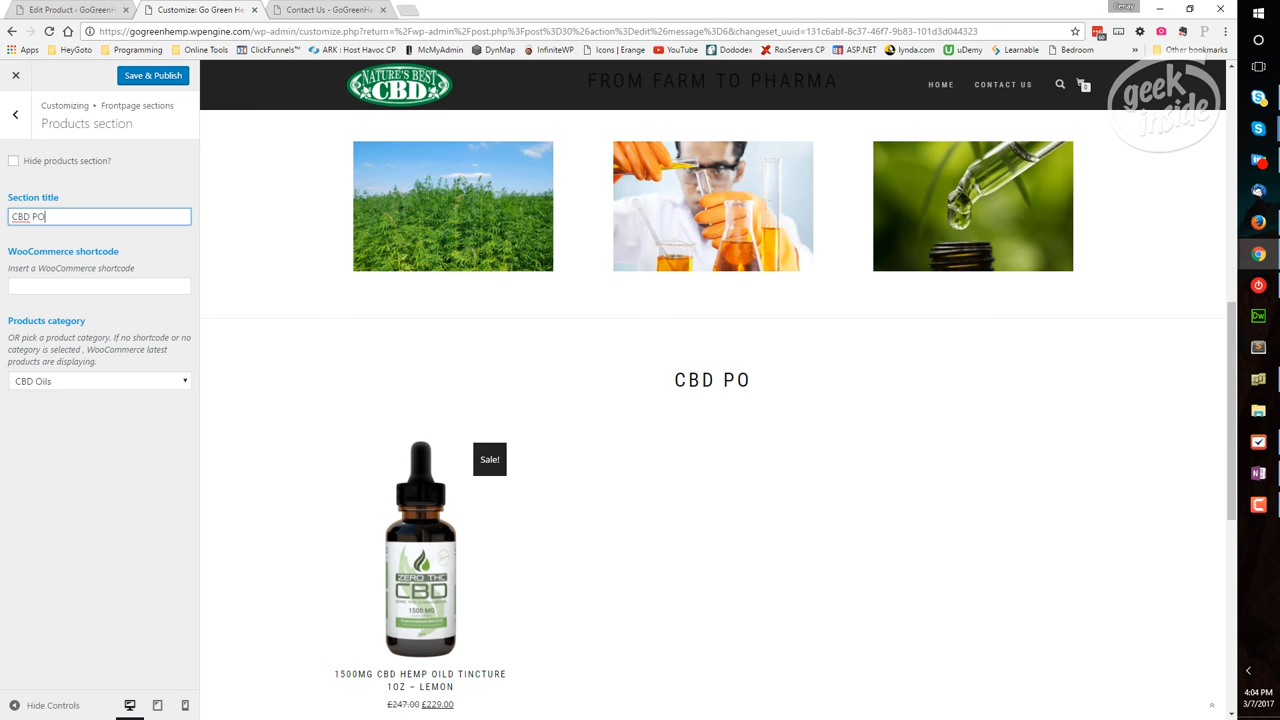 Edit Product ‹ GoGreenH
Customize: Go Green He
Contact Us – GoGreenHe
Cenay
https://gogreenhemp.wpengine.com/wp-admin/customize.php?return=%2Fwp-admin%2Fpost.php%3Fpost%3D30%26action%3Dedit%26message%3D6&changeset_uuid=131c6abf-8c37-46f7-9b83-101d3d044323
Apps
HeyGoto
Programming
Online Tools
ClickFunnels™
ARK : Host Havoc
McMyAdmin
DynMap
InfiniteWP
Icons | Erange
YouTube
Dododex
RoxServers CP
ASP.NET
lynda.com
uDemy
Learnable
Bedroom
Other bookmarks
Save & Publish
Customizing ▸ Frontpage sections
Products section
Hide products section?
Section title
CBD PO
WooCommerce shortcode
Insert a WooCommerce shortcode
Products category
OR pick a product category. If no shortcode or no
category is selected , WooCommerce latest
products are displaying.
CBD Oils
Hide Controls
NATURE'S BEST
CBD
FROM FARM TO PHARMA
HOME
CONTACT US
0
geek
inside
CBD PO
Sale!
ZERO THC
CBD
1500 MG
1500MG CBD HEMP OILD TINCTURE
1OZ – LEMON
£247.00 £229.00
4:04 PM
3/7/2017